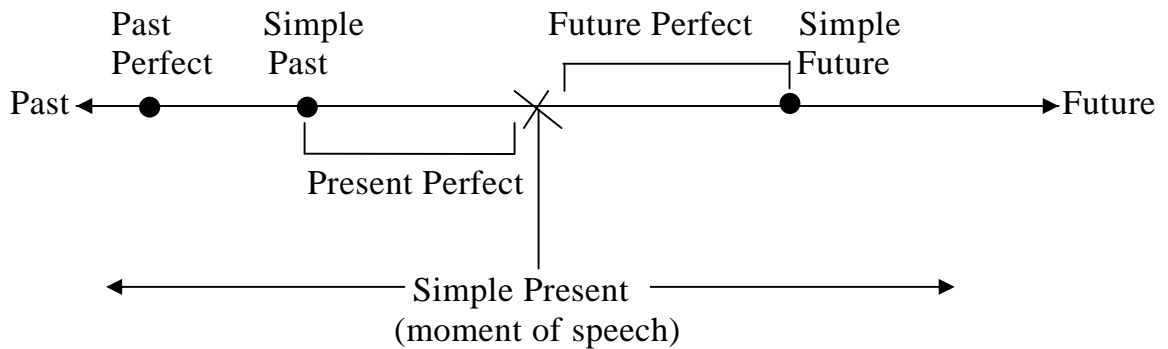 Past Perfect
Simple Past
Future Perfect
Simple Future
Past
Future
Present Perfect
Simple Present
(moment of speech)